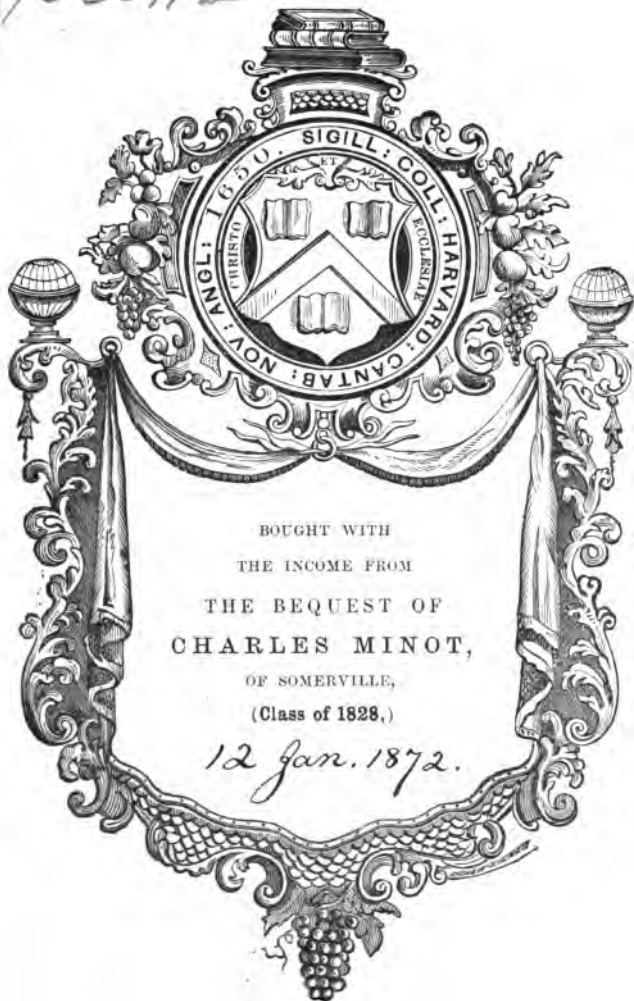 SIGILL: COLL: HARVARD: CANTAB: NOV: ANGL: 1650.
ET
CHRISTO
ECCLESIAE
BOUGHT WITH
THE INCOME FROM
THE BEQUEST OF
CHARLES MINOT,
OF SOMERVILLE,
(Class of 1828,)
12 Jan. 1872.